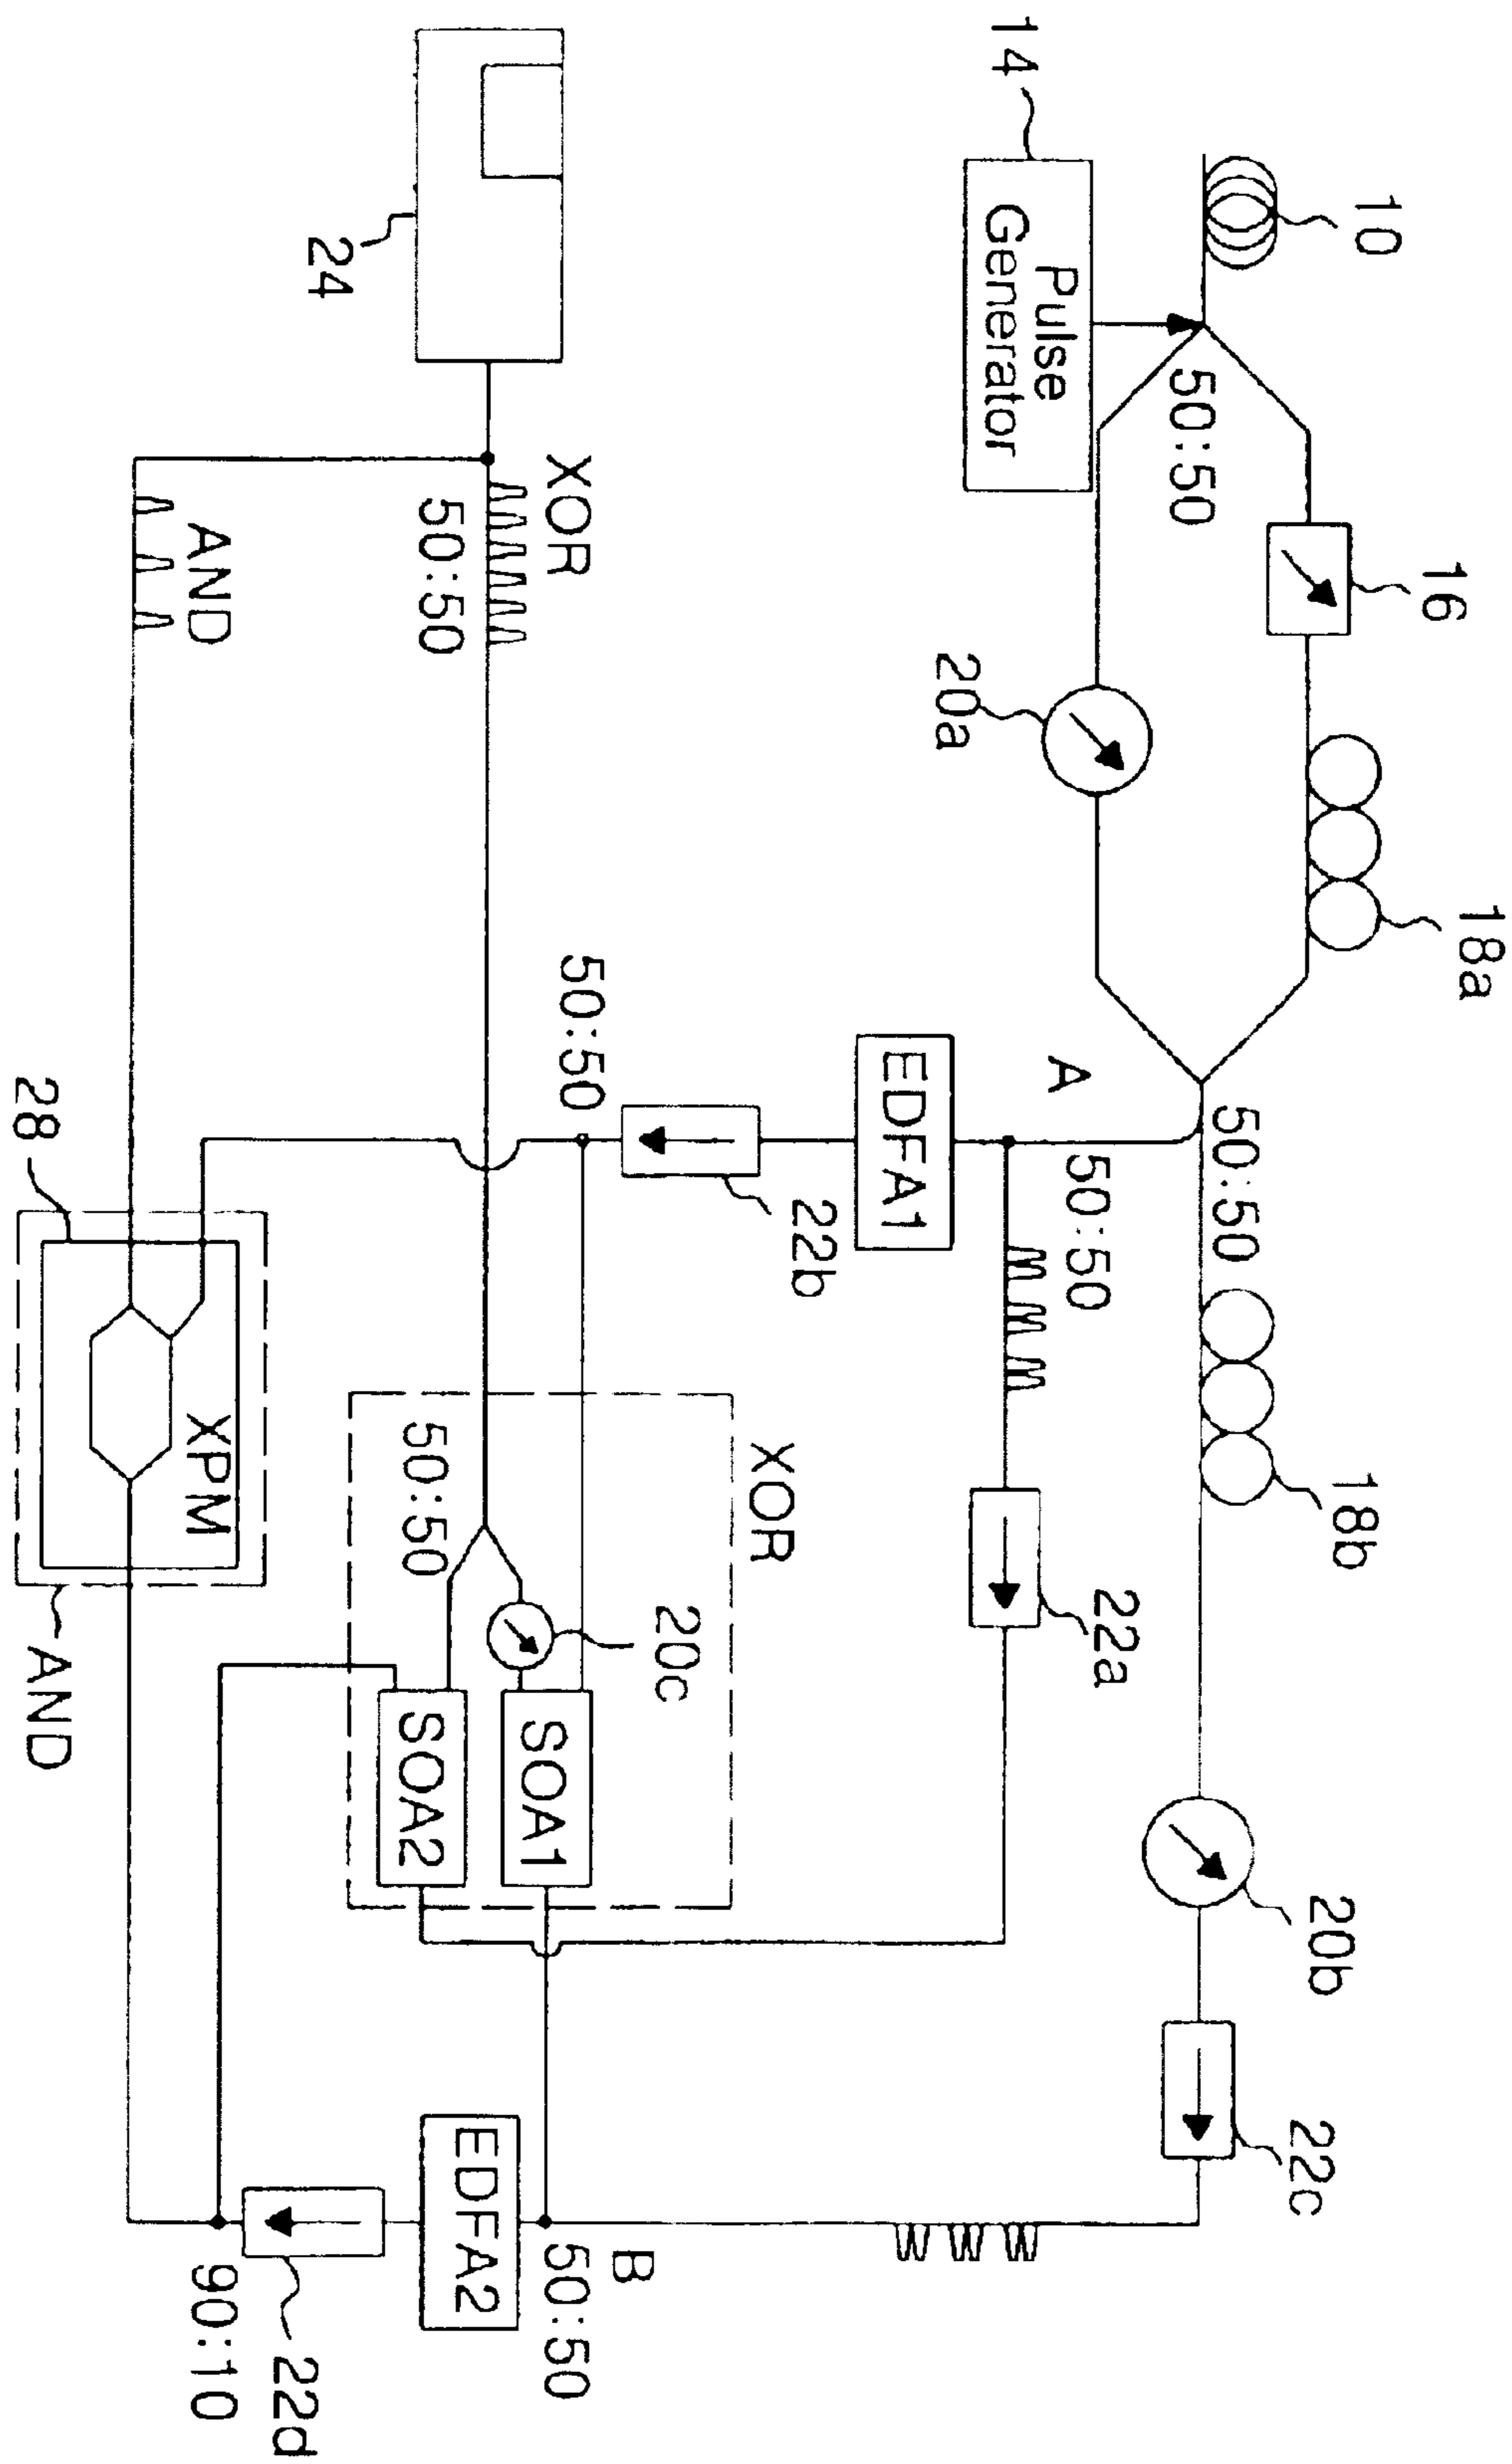 10
16
18a
50:50
14
Pulse
Generator
20a
50:50
18b
20b
22c
A
50:50
EDFA1
22a
22b
50:50
XOR
20c
SOA1
50:50
SOA2
B
50:50
EDFA2
22d
90:10
XOR
50:50
24
AND
XPM
28
AND